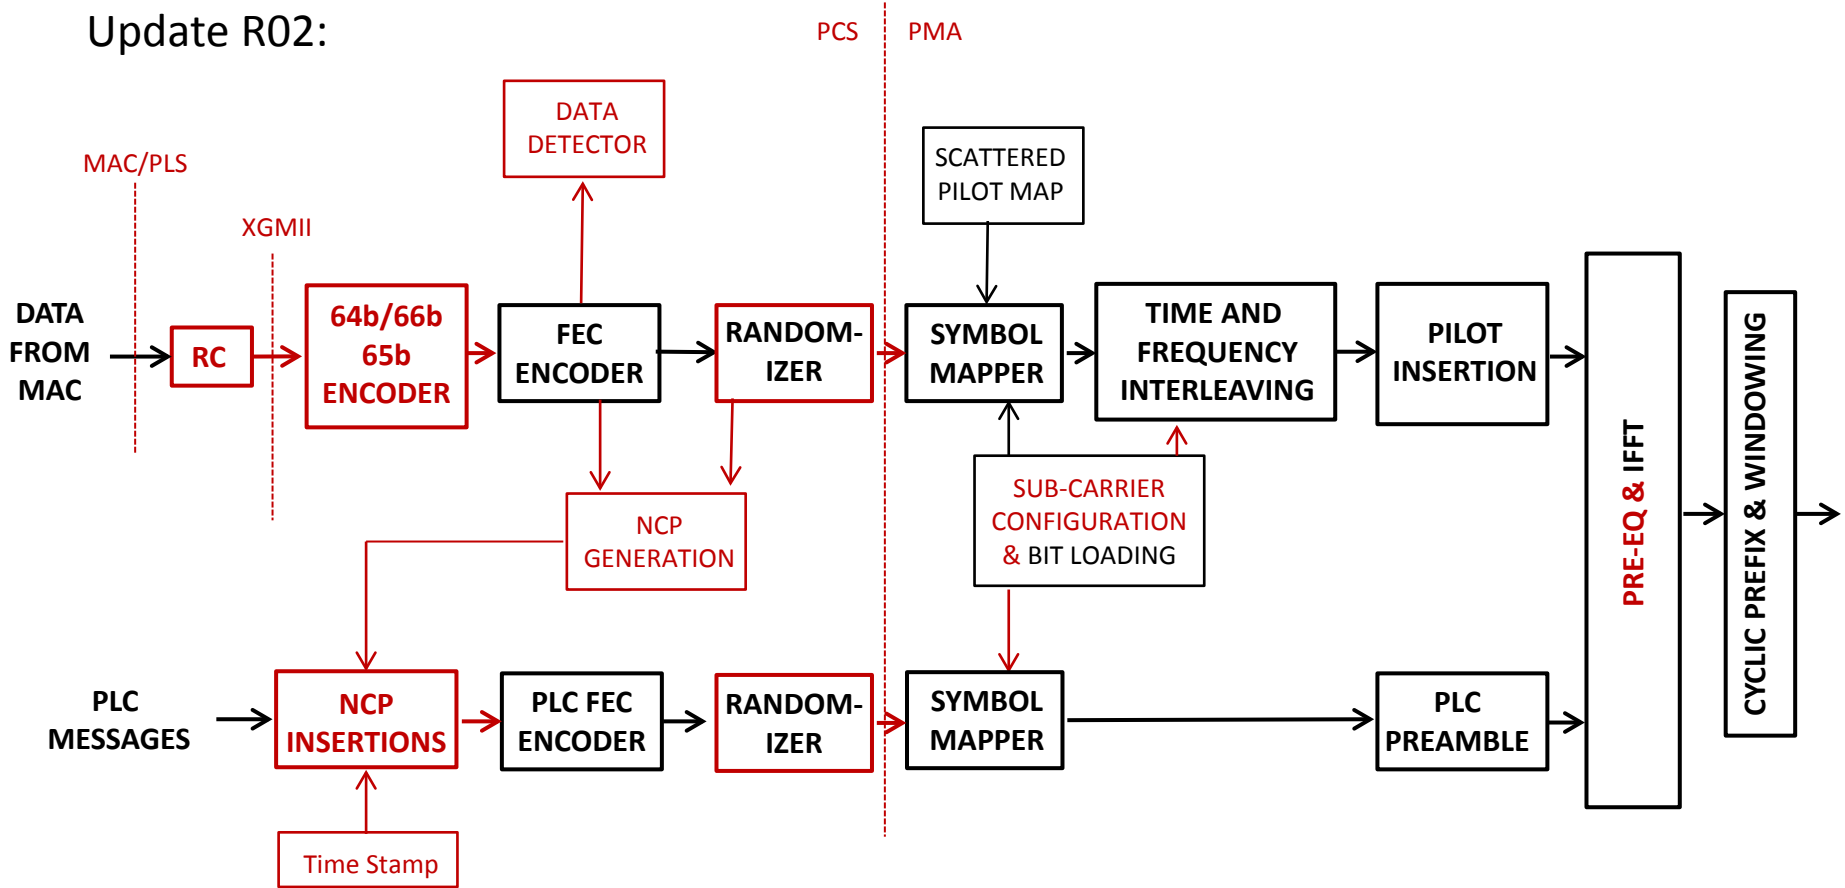 Update R02:
PCS
PMA
DATA
DETECTOR
MAC/PLS
SCATTERED
PILOT MAP
XGMII
DATA
FROM
MAC
RC
64b/66b
65b
ENCODER
FEC
ENCODER
RANDOM-
IZER
SYMBOL
MAPPER
TIME AND
FREQUENCY
INTERLEAVING
PILOT
INSERTION
PRE-EQ & IFFT
CYCLIC PREFIX & WINDOWING
NCP
GENERATION
SUB-CARRIER
CONFIGURATION
& BIT LOADING
PLC
MESSAGES
NCP
INSERTIONS
PLC FEC
ENCODER
RANDOM-
IZER
SYMBOL
MAPPER
PLC
PREAMBLE
Time Stamp